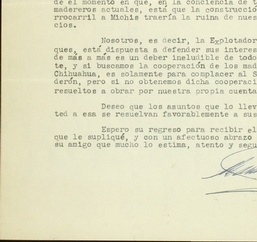 de el momento en que, en la conciencia de t
madereros actuales, está que la construcció
rrocarril a Michis traería la ruina de nues
cios.
Nosotros, es decir, la Explotador
ques, está dispuesta a defender sus interes
de más a más es un deber ineludible de todo
te, y si buscamos la cooperación de los mad
Chihuahua, es solamente para complacer al S
derón, pero si no obtenemos dicha cooperaci
resueltos a obrar por nuestra propia cuenta
Deseo que los asuntos que lo llev
ted a esa se resuelvan favorablemente a sus
Espero su regreso para recibir el
que le supliqué, y con un afectuoso abrazo
su amigo que mucho lo estima, atento y segu